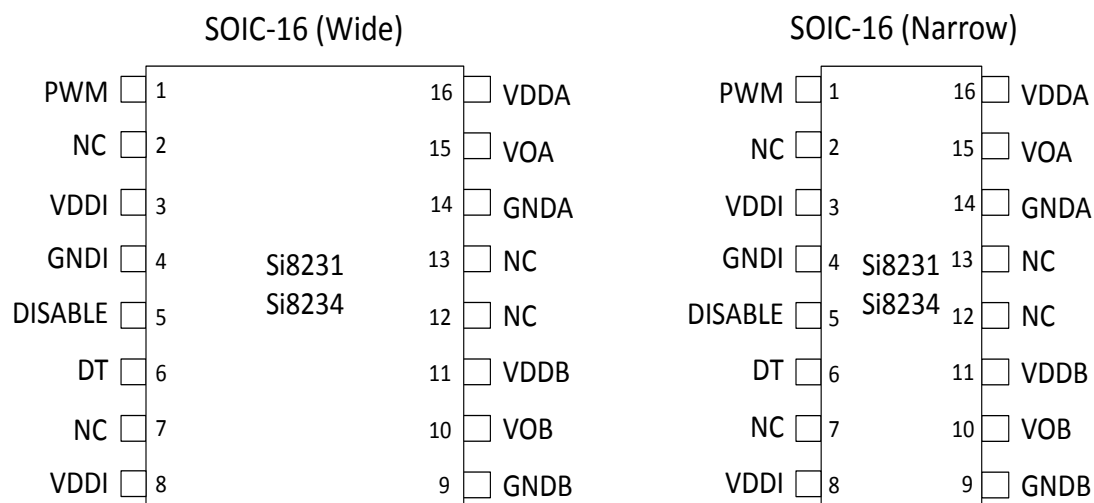 SOIC-16 (Wide)
PWM 1 16 VDDA
NC 2 15 VOA
VDDI 3 14 GNDA
GNDI 4 13 NC
Si8231
Si8234
DISABLE 5 12 NC
DT 6 11 VDDB
NC 7 10 VOB
VDDI 8 9 GNDB
SOIC-16 (Narrow)
PWM 1 16 VDDA
NC 2 15 VOA
VDDI 3 14 GNDA
GNDI 4 13 NC
Si8231
Si8234
DISABLE 5 12 NC
DT 6 11 VDDB
NC 7 10 VOB
VDDI 8 9 GNDB